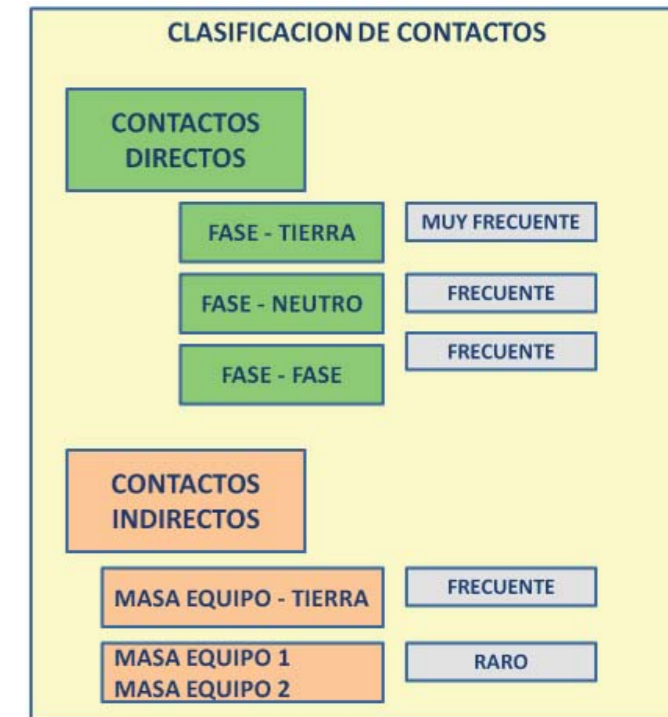 CLASIFICACION DE CONTACTOS
CONTACTOS
DIRECTOS
FASE - TIERRA
MUY FRECUENTE
FASE - NEUTRO
FRECUENTE
FASE - FASE
FRECUENTE
CONTACTOS
INDIRECTOS
MASA EQUIPO - TIERRA
FRECUENTE
MASA EQUIPO 1
MASA EQUIPO 2
RARO